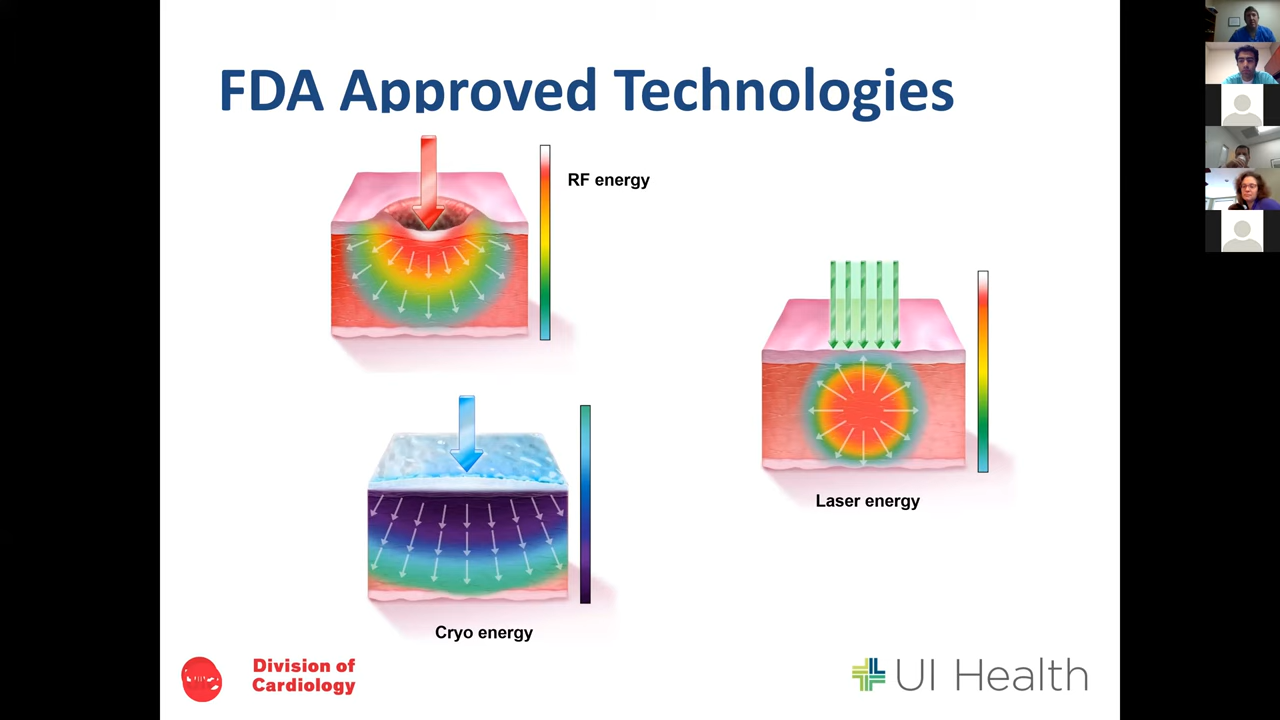 FDA Approved Technologies
RF energy
Laser energy
Cryo energy
Division of
Cardiology
UI Health